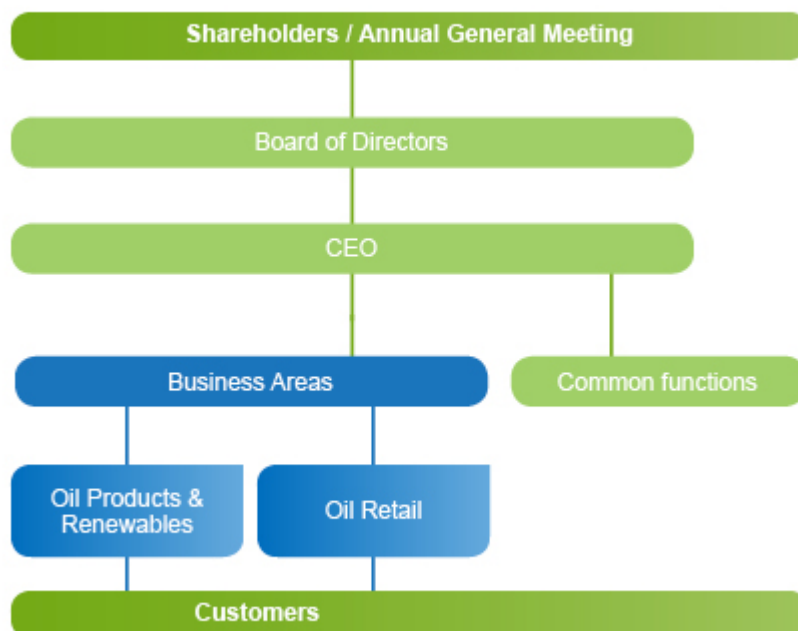 Shareholders / Annual General Meeting
Board of Directors
CEO
Business Areas
Common functions
Oil Products &
Renewables
Oil Retail
Customers